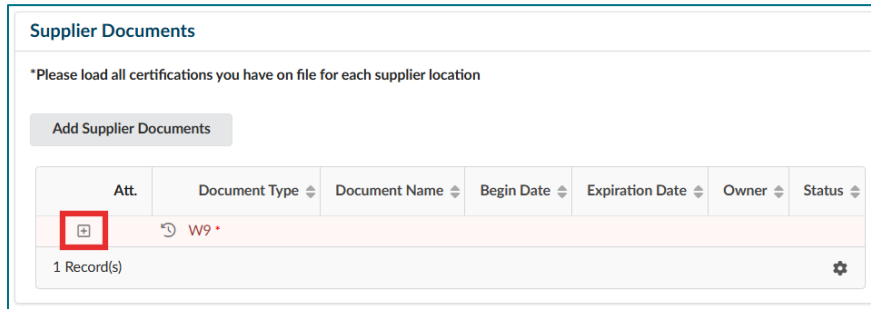 Supplier Documents
*Please load all certifications you have on file for each supplier location
Add Supplier Documents
Att. Document Type Document Name Begin Date Expiration Date Owner Status
W9 *
1 Record(s)